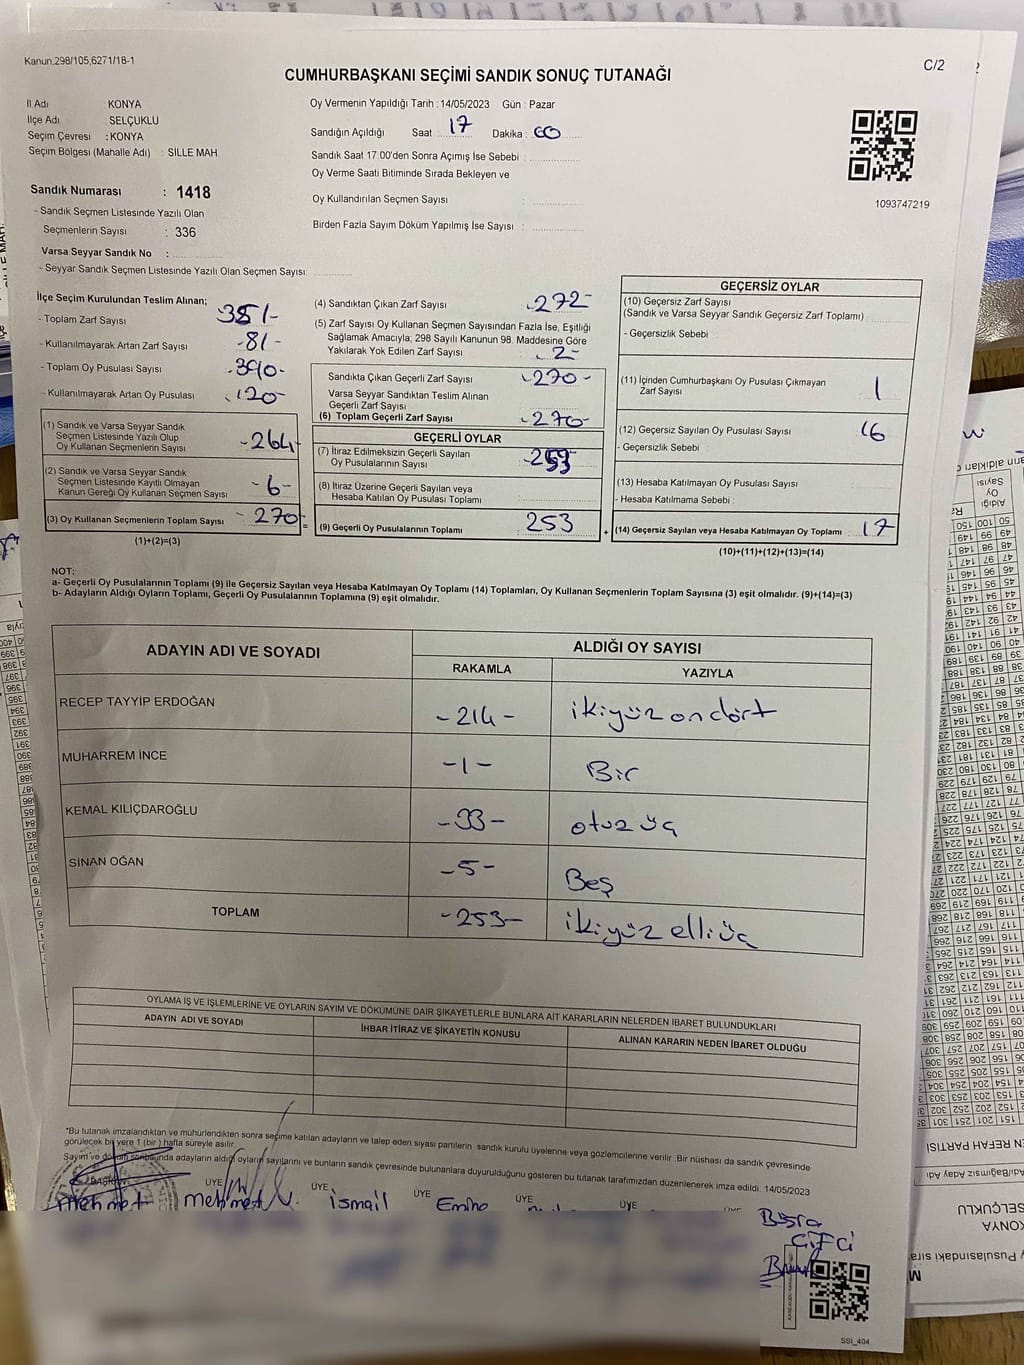 Kanun,298/105,6271/18-1
C/2
CUMHURBAŞKANI SEÇİMİ SANDIK SONUÇ TUTANAĞI
İl Adı KONYA
İlçe Adı SELÇUKLU
Seçim Çevresi : KONYA
Seçim Bölgesi (Mahalle Adı) : SİLLE MAH.
Sandık Numarası : 1418
- Sandık Seçmen Listesinde Yazılı Olan
Seçmenlerin Sayısı : 336
Varsa Seyyar Sandık No :
- Seyyar Sandık Seçmen Listesinde Yazılı Olan Seçmen Sayısı:
Oy Vermenin Yapıldığı Tarih : 14/05/2023 Gün : Pazar
Sandığın Açıldığı Saat 17 Dakika : 00
Sandık Saat 17:00'den Sonra Açımış İse Sebebi :
Oy Verme Saati Bitiminde Sırada Bekleyen ve
Oy Kullandırılan Seçmen Sayısı :
Birden Fazla Sayım Döküm Yapılmış İse Sayısı :
1093747219
İlçe Seçim Kurulundan Teslim Alınan;
- Toplam Zarf Sayısı 351-
- Kullanılmayarak Artan Zarf Sayısı -81-
- Toplam Oy Pusulası Sayısı -390-
- Kullanılmayarak Artan Oy Pusulası 120-
(1) Sandık ve Varsa Seyyar Sandık
Seçmen Listesinde Yazılı Olup
Oy Kullanan Seçmenlerin Sayısı -264-
(2) Sandık ve Varsa Seyyar Sandık
Seçmen Listesinde Kayıtlı Olmayan
Kanun Gereği Oy Kullanan Seçmen Sayısı -6-
(3) Oy Kullanan Seçmenlerin Toplam Sayısı -270-
(1)+(2)=(3)
(4) Sandıktan Çıkan Zarf Sayısı -272-
(5) Zarf Sayısı Oy Kullanan Seçmen Sayısından Fazla İse, Eşitliği
Sağlamak Amacıyla; 298 Sayılı Kanunun 98. Maddesine Göre
Yakılarak Yok Edilen Zarf Sayısı -2-
Sandıkta Çıkan Geçerli Zarf Sayısı -270-
Varsa Seyyar Sandıktan Teslim Alınan
Geçerli Zarf Sayısı
(6) Toplam Geçerli Zarf Sayısı -270-
GEÇERLİ OYLAR
(7) İtiraz Edilmeksizin Geçerli Sayılan
Oy Pusulalarının Sayısı 253
(8) İtiraz Üzerine Geçerli Sayılan veya
Hesaba Katılan Oy Pusulası Toplamı
(9) Geçerli Oy Pusulalarının Toplamı 253
GEÇERSİZ OYLAR
(10) Geçersiz Zarf Sayısı
(Sandık ve Varsa Seyyar Sandık Geçersiz Zarf Toplamı)
- Geçersizlik Sebebi :
(11) İçinden Cumhurbaşkanı Oy Pusulası Çıkmayan
Zarf Sayısı 1
(12) Geçersiz Sayılan Oy Pusulası Sayısı 16
- Geçersizlik Sebebi :
(13) Hesaba Katılmayan Oy Pusulası Sayısı
- Hesaba Katılmama Sebebi :
(14) Geçersiz Sayılan veya Hesaba Katılmayan Oy Toplamı 17
(10)+(11)+(12)+(13)=(14)
NOT:
a- Geçerli Oy Pusulalarının Toplamı (9) ile Geçersiz Sayılan veya Hesaba Katılmayan Oy Toplamı (14) Toplamları, Oy Kullanan Seçmenlerin Toplam Sayısına (3) eşit olmalıdır. (9)+(14)=(3)
b- Adayların Aldığı Oyların Toplamı, Geçerli Oy Pusulalarının Toplamına (9) eşit olmalıdır.
ADAYIN ADI VE SOYADI ALDIĞI OY SAYISI
RAKAMLA YAZIYLA
RECEP TAYYİP ERDOĞAN -214- ikiyüz ondört
MUHARREM İNCE -1- Bir
KEMAL KILIÇDAROĞLU -33- otuz üç
SİNAN OĞAN -5- Beş
TOPLAM -253- ikiyüz elliüç
OYLAMA İŞ VE İŞLEMLERİNE VE OYLARIN SAYIM VE DÖKÜMÜNE DAİR ŞİKAYETLERLE BUNLARA AİT KARARLARIN NELERDEN İBARET BULUNDUKLARI
ADAYIN ADI VE SOYADI İHBAR İTİRAZ VE ŞİKAYETİN KONUSU ALINAN KARARIN NEDEN İBARET OLDUĞU
*Bu tutanak imzalandıktan ve mühürlendikten sonra seçime katılan adayların ve talep eden siyasi partilerin sandık kurulu üyelerine veya gözlemcilerine verilir. Bir nüshası da sandık çevresinde
görülecek bir yere 1 (bir) hafta süreyle asılır.
Sayım ve döküm sonucunda adayların aldığı oyların sayılarını ve bunların sandık çevresinde bulunanlara duyurulduğunu gösteren bu tutanak tarafımızdan düzenlenerek imza edildi. 14/05/2023
BAŞKAN ÜYE ÜYE ÜYE ÜYE ÜYE
mehmet mehmet V. ismail Emine
Büşra
ÇİFCİ
SSI_404